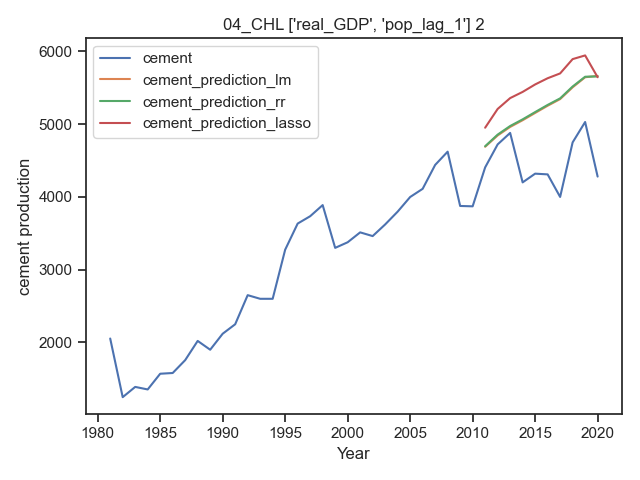 04_CHL ['real_GDP', 'pop_lag_1'] 2
cement
cement_prediction_lm
cement_prediction_rr
cement_prediction_lasso
cement production
6000
5000
4000
3000
2000
1980 1985 1990 1995 2000 2005 2010 2015 2020
Year